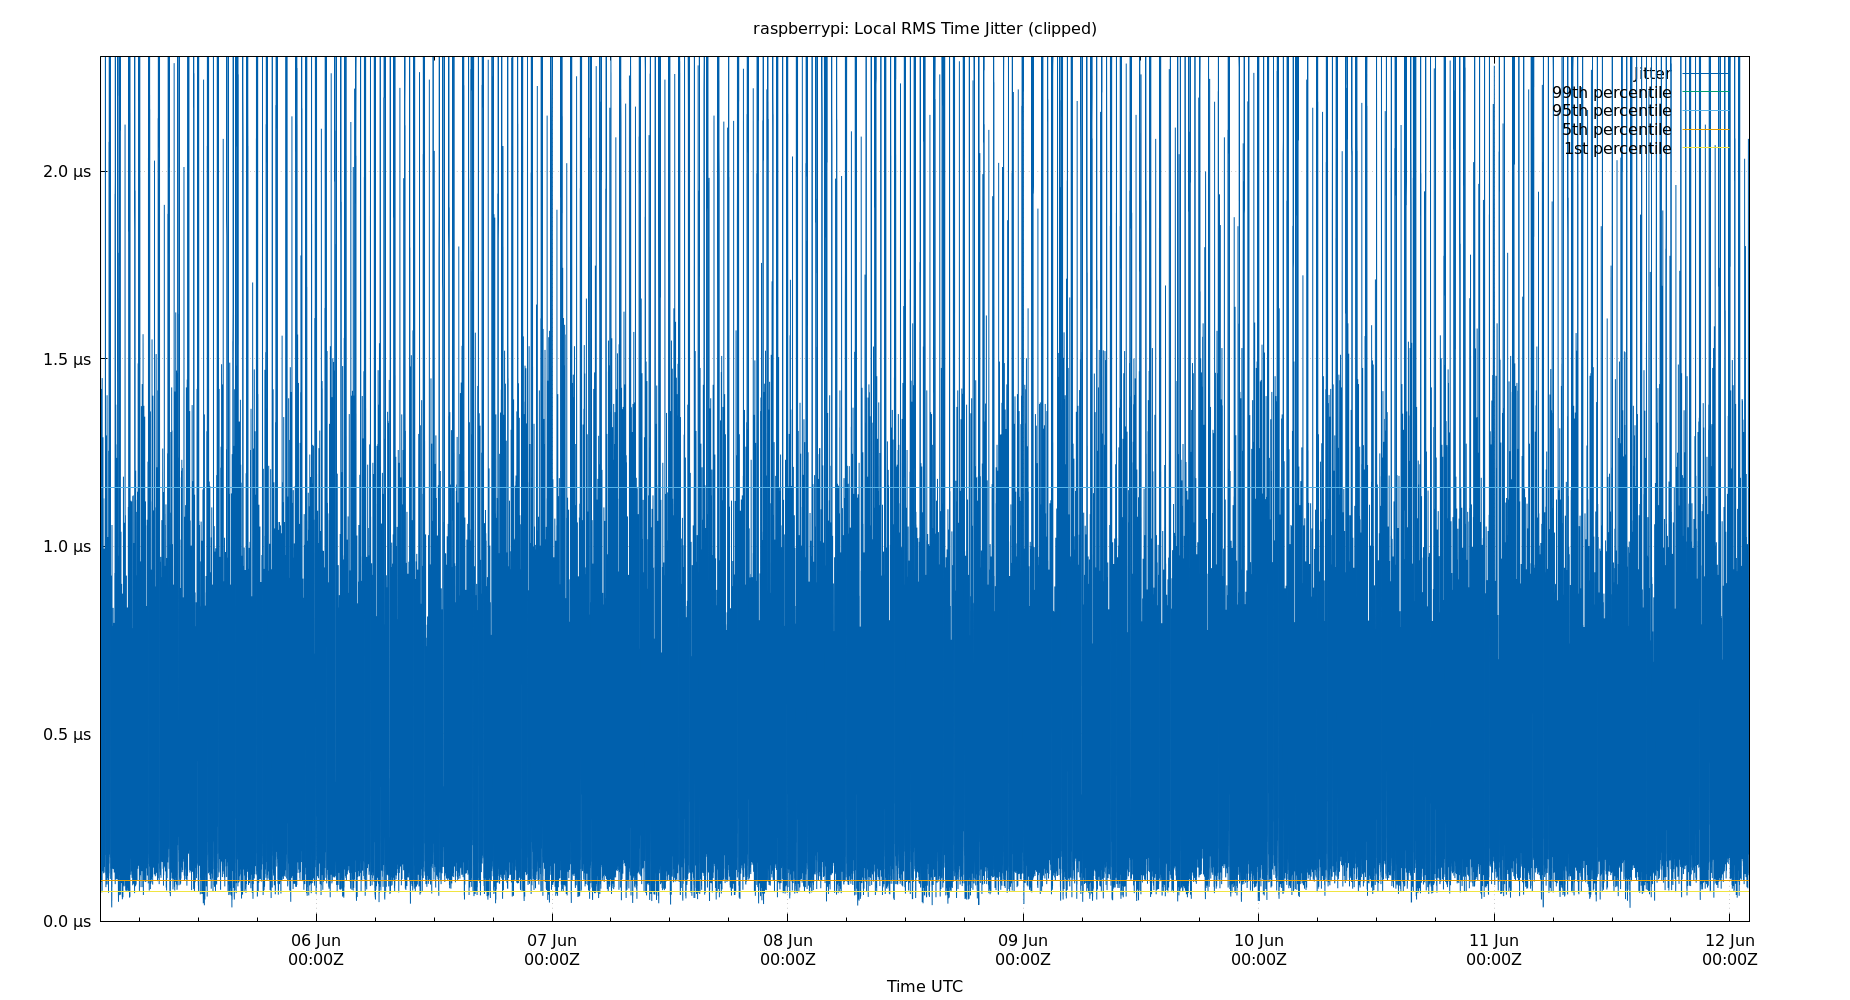 raspberrypi: Local RMS Time Jitter (clipped)
jitter
99th percentile
95th percentile
5th percentile
1st percentile
2.0 μs
1.5 μs
1.0 μs
0.5 μs
0.0 μs
06 Jun 07 Jun 08 Jun 09 Jun 10 Jun 11 Jun 12 Jun
00:00Z 00:00Z 00:00Z 00:00Z 00:00Z 00:00Z 00:00Z
Time UTC